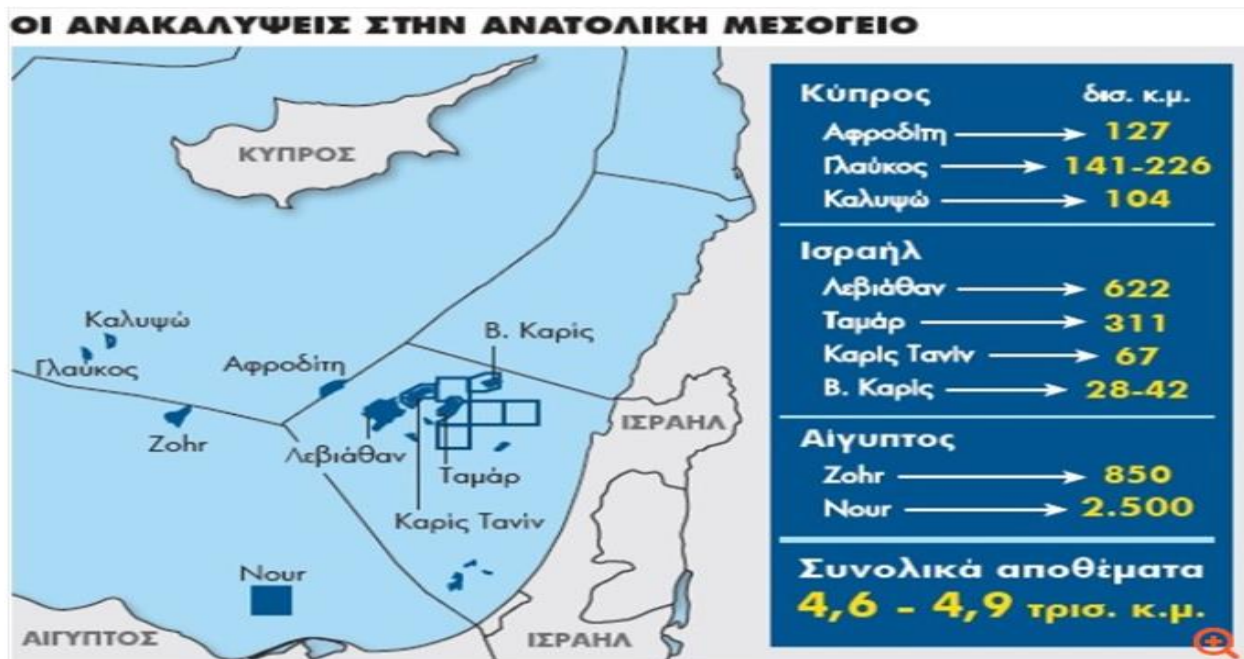 ΟΙ ΑΝΑΚΑΛΥΨΕΙΣ ΣΤΗΝ ΑΝΑΤΟΛΙΚΗ ΜΕΣΟΓΕΙΟ
ΚΥΠΡΟΣ
Καλυψώ
Γλαύκος
Αφροδίτη
Β. Καρίς
Zohr
Λεβιάθαν
Ταμάρ
Καρίς Τανίν
ΙΣΡΑΗΛ
Nour
ΑΙΓΥΠΤΟΣ
ΙΣΡΑΗΛ
Κύπρος δισ. κ.μ.
Αφροδίτη 127
Γλαύκος 141-226
Καλυψώ 104
Ισραήλ
Λεβιάθαν 622
Ταμάρ 311
Καρίς Τανίν 67
Β. Καρίς 28-42
Αίγυπτος
Zohr 850
Nour 2.500
Συνολικά αποθέματα
4,6 - 4,9 τρισ. κ.μ.